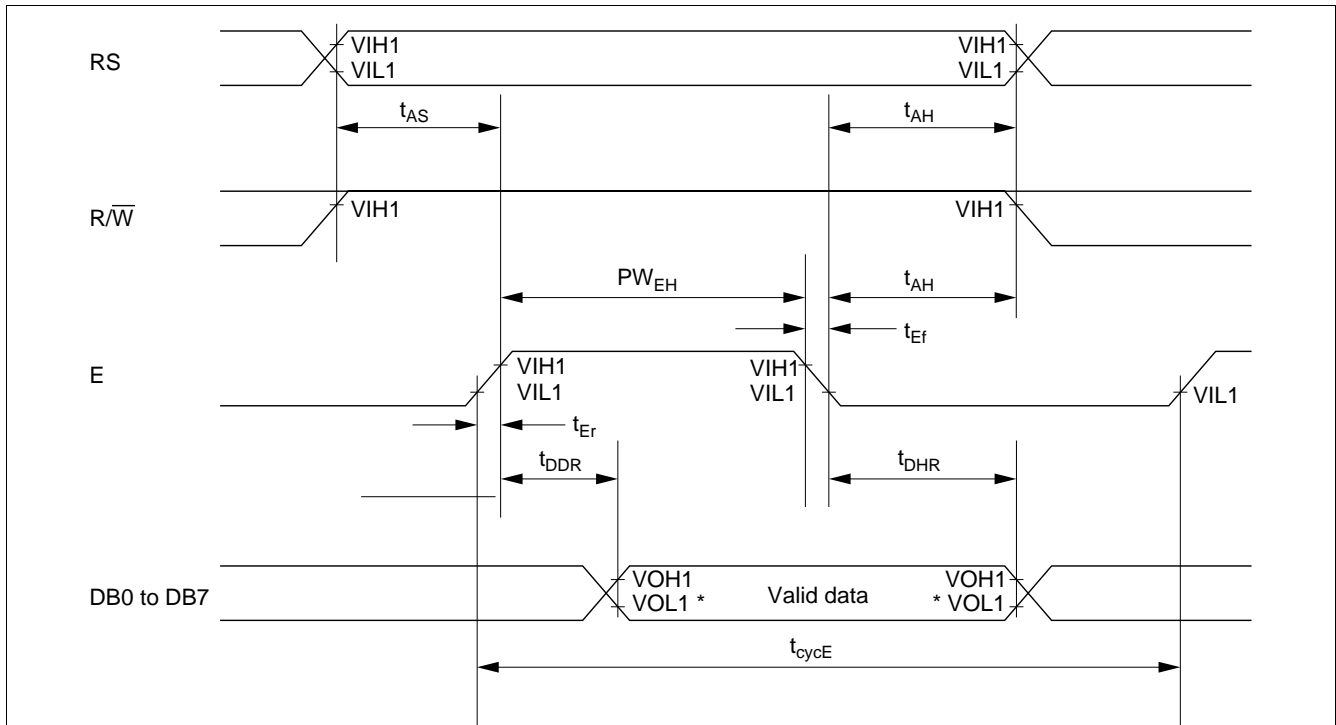 RS
VIH1
VIL1
VIH1
VIL1
tAS
tAH
R/W̅
VIH1
VIH1
PWEH
tAH
tEf
E
VIH1
VIL1
VIH1
VIL1
VIL1
tEr
tDDR
tDHR
DB0 to DB7
VOH1
VOL1 *
Valid data
VOH1
* VOL1
tcycE